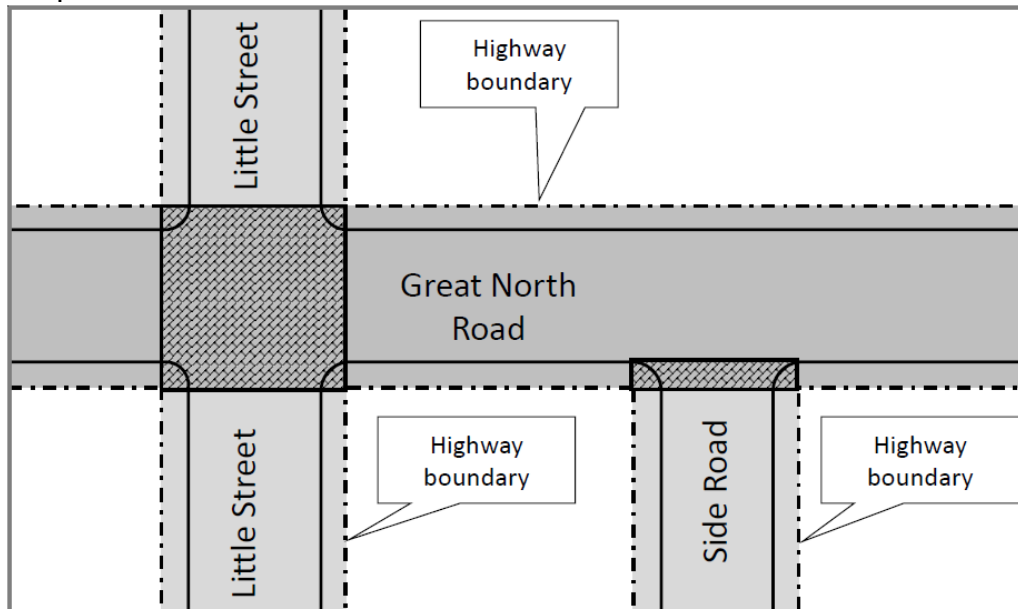 Little Street
Highway
boundary
Great North
Road
Little Street
Highway
boundary
Side Road
Highway
boundary